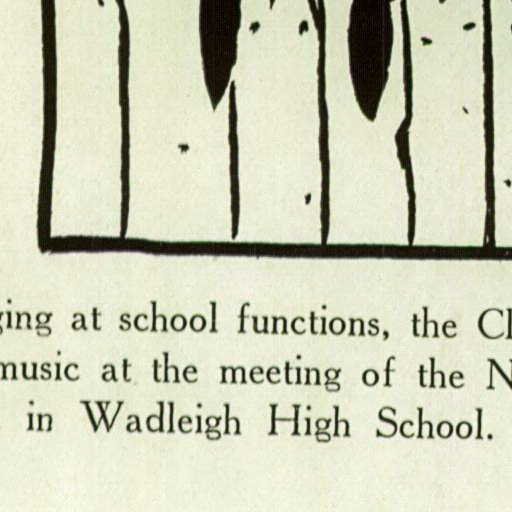 ging at school functions, the Cl
music at the meeting of the N
in Wadleigh High School.